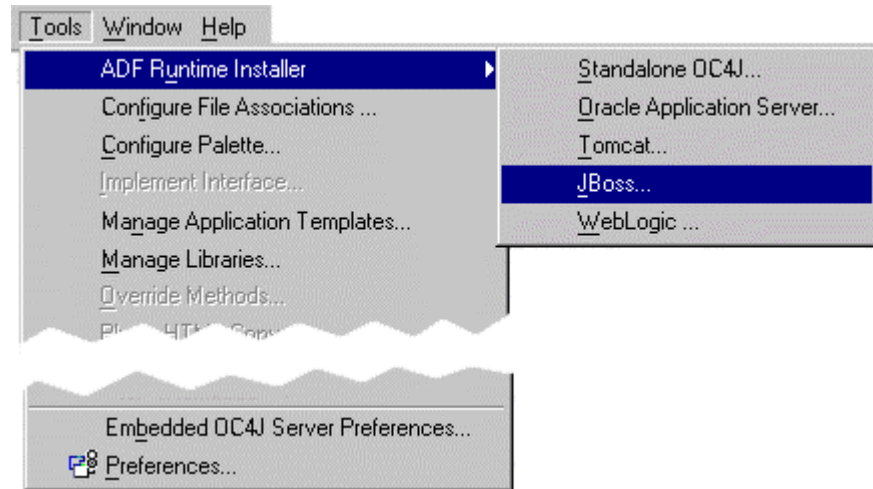 Tools Window Help
ADF Runtime Installer
Configure File Associations ...
Configure Palette...
Implement Interface...
Manage Application Templates...
Manage Libraries...
Override Methods...
Standalone OC4J...
Oracle Application Server...
Tomcat...
JBoss...
WebLogic ...
Embedded OC4J Server Preferences...
Preferences...